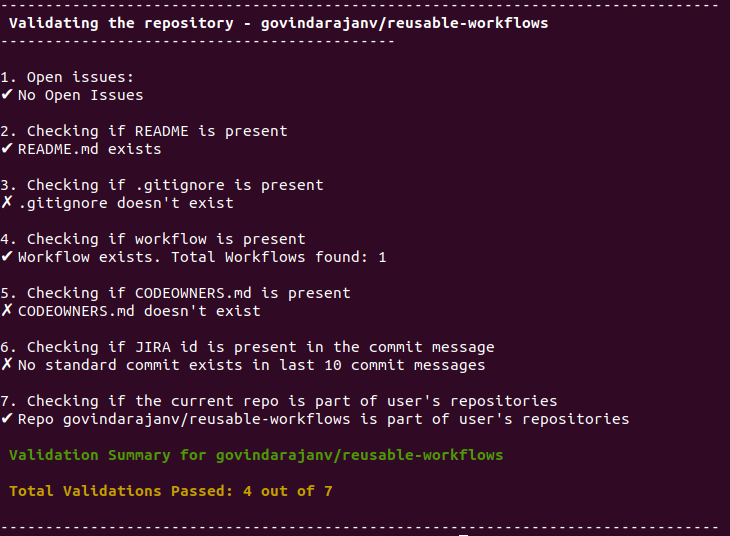 --------------------------------------------------------------------------------
Validating the repository - govindarajanv/reusable-workflows
--------------------------------------------
1. Open issues:
✔ No Open Issues
2. Checking if README is present
✔ README.md exists
3. Checking if .gitignore is present
✗ .gitignore doesn't exist
4. Checking if workflow is present
✔ Workflow exists. Total Workflows found: 1
5. Checking if CODEOWNERS.md is present
✗ CODEOWNERS.md doesn't exist
6. Checking if JIRA id is present in the commit message
✗ No standard commit exists in last 10 commit messages
7. Checking if the current repo is part of user's repositories
✔ Repo govindarajanv/reusable-workflows is part of user's repositories
Validation Summary for govindarajanv/reusable-workflows
Total Validations Passed: 4 out of 7
--------------------------------------------------------------------------------